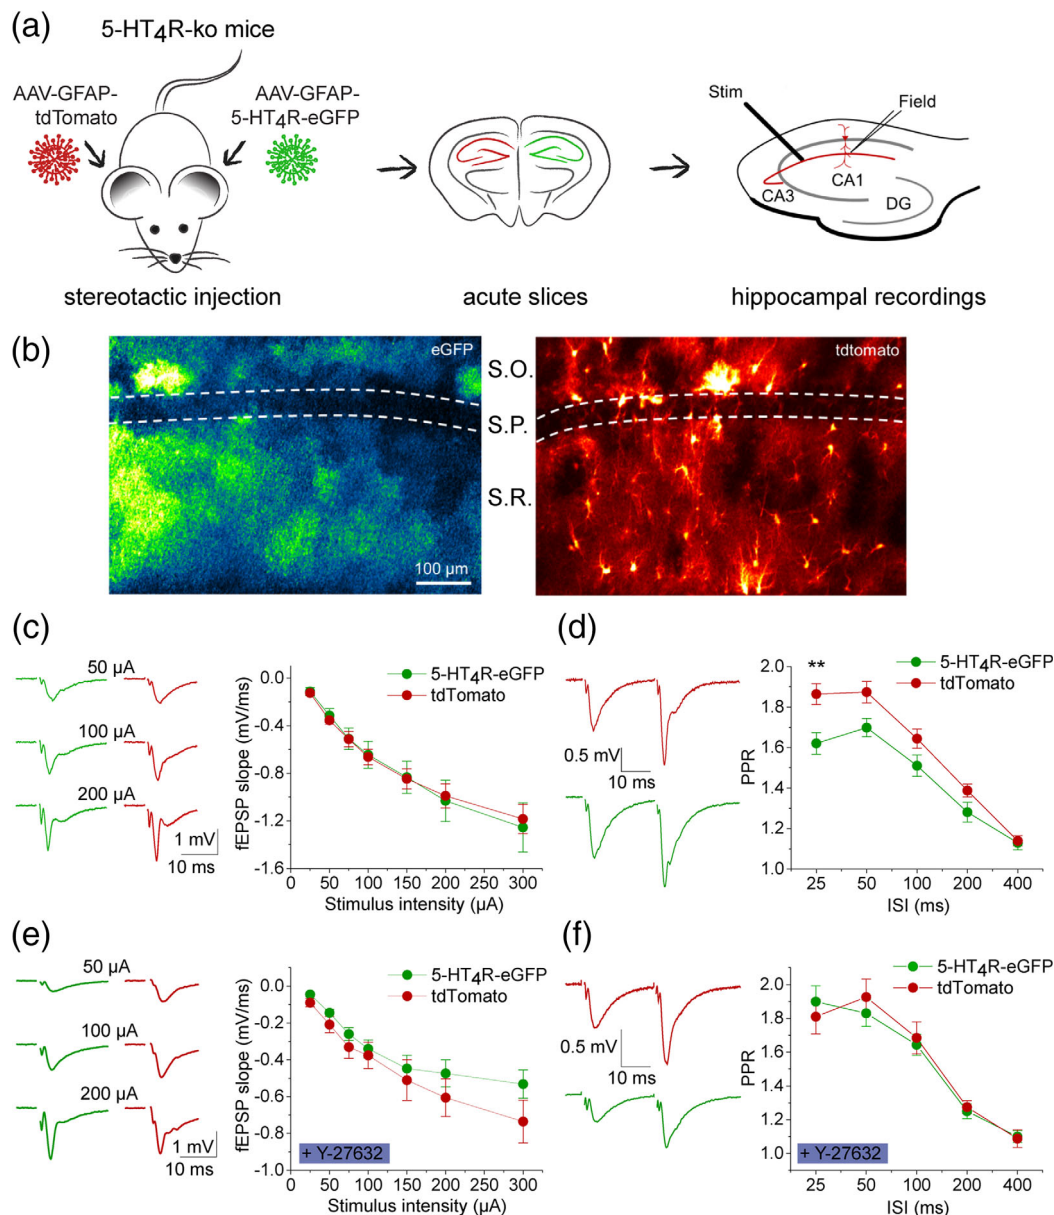 (a)
5-HT4R-ko mice
AAV-GFAP-
tdTomato
AAV-GFAP-
5-HT4R-eGFP
Stim
Field
CA1
CA3
DG
stereotactic injection
acute slices
hippocampal recordings
(b)
eGFP
S.O.
S.P.
S.R.
100 µm
tdtomato
(c)
50 µA
100 µA
200 µA
1 mV
10 ms
5-HT4R-eGFP
tdTomato
fEPSP slope (mV/ms)
0.0
-0.4
-0.8
-1.2
-1.6
0 50 100 150 200 250 300
Stimulus intensity (µA)
(d)
0.5 mV
10 ms
**
5-HT4R-eGFP
tdTomato
PPR
2.0
1.8
1.6
1.4
1.2
1.0
25 50 100 200 400
ISI (ms)
(e)
50 µA
100 µA
200 µA
1 mV
10 ms
5-HT4R-eGFP
tdTomato
fEPSP slope (mV/ms)
0.0
-0.2
-0.4
-0.6
-0.8
-1.0
+ Y-27632
0 50 100 150 200 250 300
Stimulus intensity (µA)
(f)
0.5 mV
10 ms
5-HT4R-eGFP
tdTomato
PPR
2.0
1.8
1.6
1.4
1.2
1.0
+ Y-27632
25 50 100 200 400
ISI (ms)